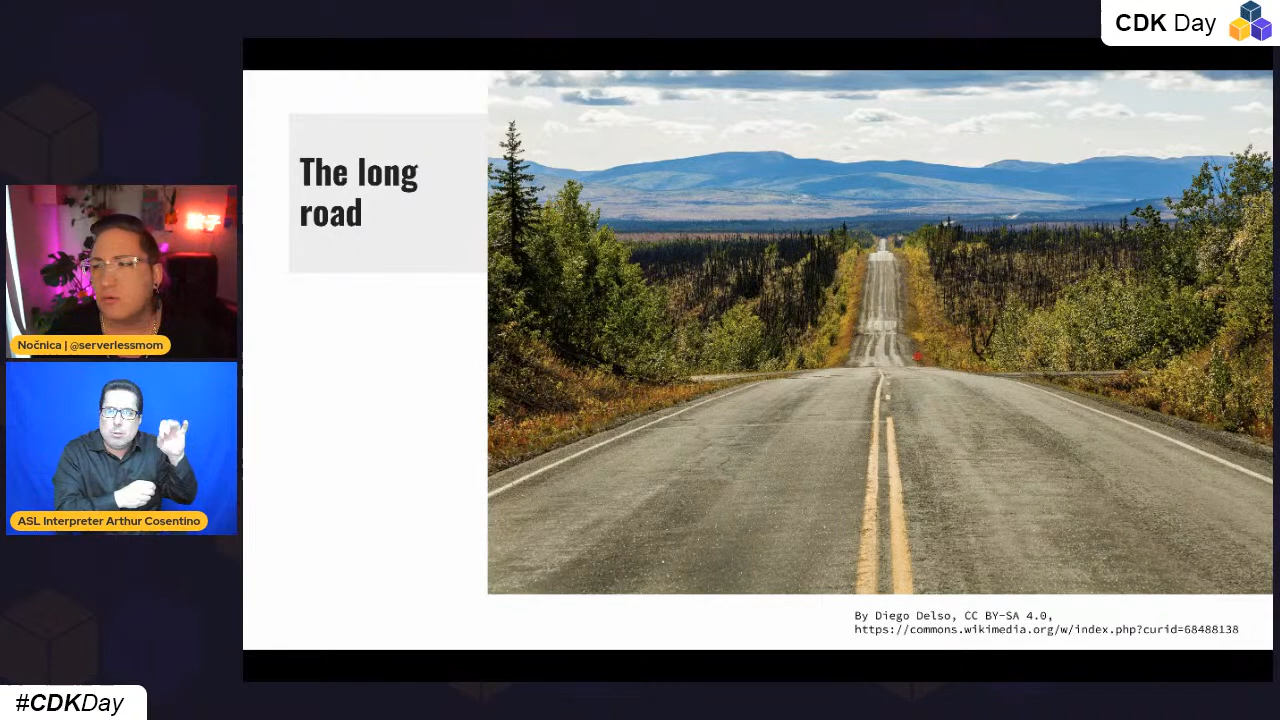 CDK Day
The long
road
Nočnica | @serverlessmom
ASL Interpreter Arthur Cosentino
By Diego Delso, CC BY-SA 4.0,
https://commons.wikimedia.org/w/index.php?curid=68488138
#CDKDay